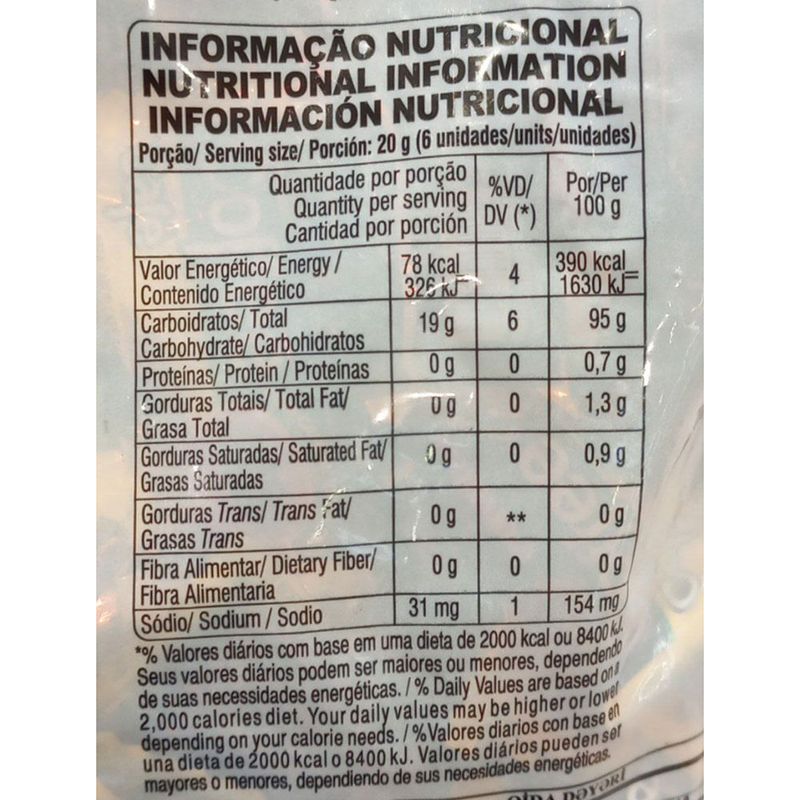 INFORMAÇÃO NUTRICIONAL
NUTRITIONAL INFORMATION
INFORMACIÓN NUTRICIONAL
Porção/ Serving size/ Porción: 20 g (6 unidades/units/unidades)
Quantidade por porção
Quantity per serving
Cantidad por porción
%VD/
DV (*)
Por/Per
100 g
Valor Energético/ Energy /
Contenido Energético
78 kcal
326 kJ=
4
390 kcal
1630 kJ=
Carboidratos/ Total
Carbohydrate/ Carbohidratos
19 g
6
95 g
Proteínas/ Protein / Proteínas
0 g
0
0,7 g
Gorduras Totais/ Total Fat/
Grasa Total
0 g
0
1,3 g
Gorduras Saturadas/ Saturated Fat/
Grasas Saturadas
0 g
0
0,9 g
Gorduras Trans/ Trans Fat/
Grasas Trans
0 g
**
0 g
Fibra Alimentar/ Dietary Fiber/
Fibra Alimentaria
0 g
0
0 g
Sódio/ Sodium / Sodio
31 mg
1
154 mg
*% Valores diários com base em uma dieta de 2000 kcal ou 8400 kJ.
Seus valores diários podem ser maiores ou menores, dependendo
de suas necessidades energéticas. / % Daily Values are based on a
2,000 calories diet. Your daily values may be higher or lower
depending on your calorie needs. / %Valores diarios con base en
una dieta de 2000 kcal o 8400 kJ. Valores diários pueden ser
mayores o menores, dependiendo de sus necesidades energéticas.
QİDA DƏYƏRİ